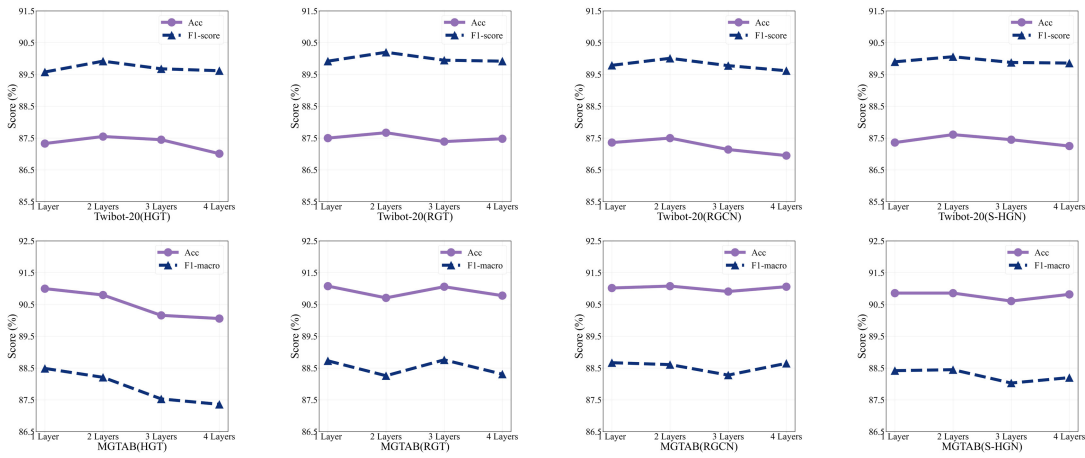 91.5
90.5
89.5
88.5
87.5
86.5
85.5
Score (%)
Acc
F1-score
1 Layer 2 Layers 3 Layers 4 Layers
Twibot-20(HGT)
91.5
90.5
89.5
88.5
87.5
86.5
85.5
Score (%)
Acc
F1-score
1 Layer 2 Layers 3 Layers 4 Layers
Twibot-20(RGT)
91.5
90.5
89.5
88.5
87.5
86.5
85.5
Score (%)
Acc
F1-score
1 Layer 2 Layers 3 Layers 4 Layers
Twibot-20(RGCN)
91.5
90.5
89.5
88.5
87.5
86.5
85.5
Score (%)
Acc
F1-score
1 Layer 2 Layers 3 Layers 4 Layers
Twibot-20(S-HGN)
92.5
91.5
90.5
89.5
88.5
87.5
86.5
Score (%)
Acc
F1-macro
1 Layer 2 Layers 3 Layers 4 Layers
MGTAB(HGT)
92.5
91.5
90.5
89.5
88.5
87.5
86.5
Score (%)
Acc
F1-macro
1 Layer 2 Layers 3 Layers 4 Layers
MGTAB(RGT)
92.5
91.5
90.5
89.5
88.5
87.5
86.5
Score (%)
Acc
F1-macro
1 Layer 2 Layers 3 Layers 4 Layers
MGTAB(RGCN)
92.5
91.5
90.5
89.5
88.5
87.5
86.5
Score (%)
Acc
F1-macro
1 Layer 2 Layers 3 Layers 4 Layers
MGTAB(S-HGN)